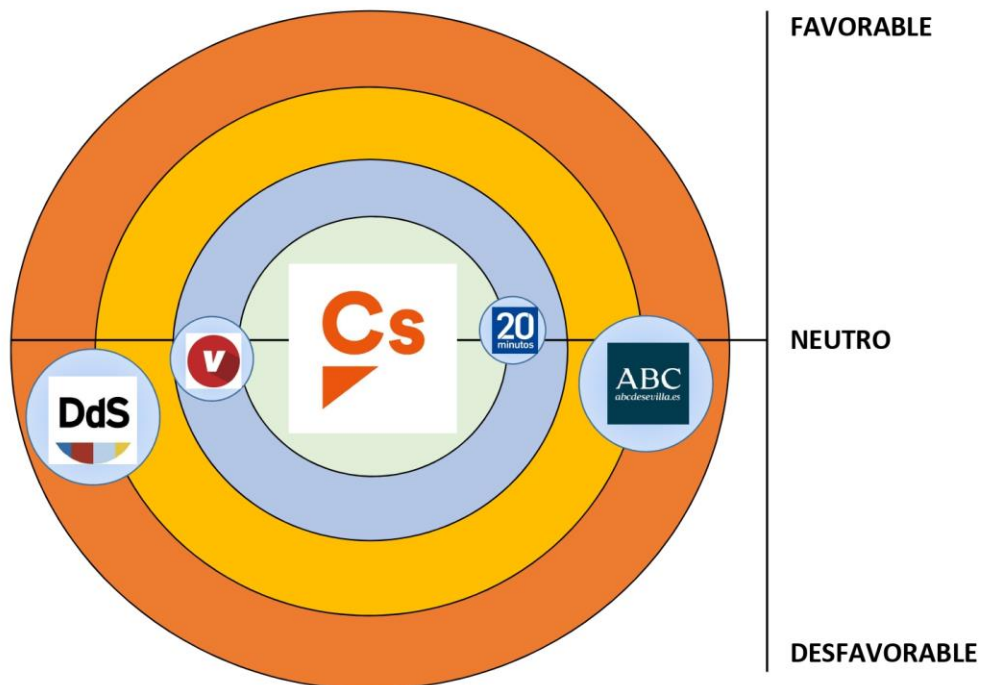 FAVORABLE
Cs
20
minutos
NEUTRO
v
ABC
abcdesevilla.es
DdS
DESFAVORABLE